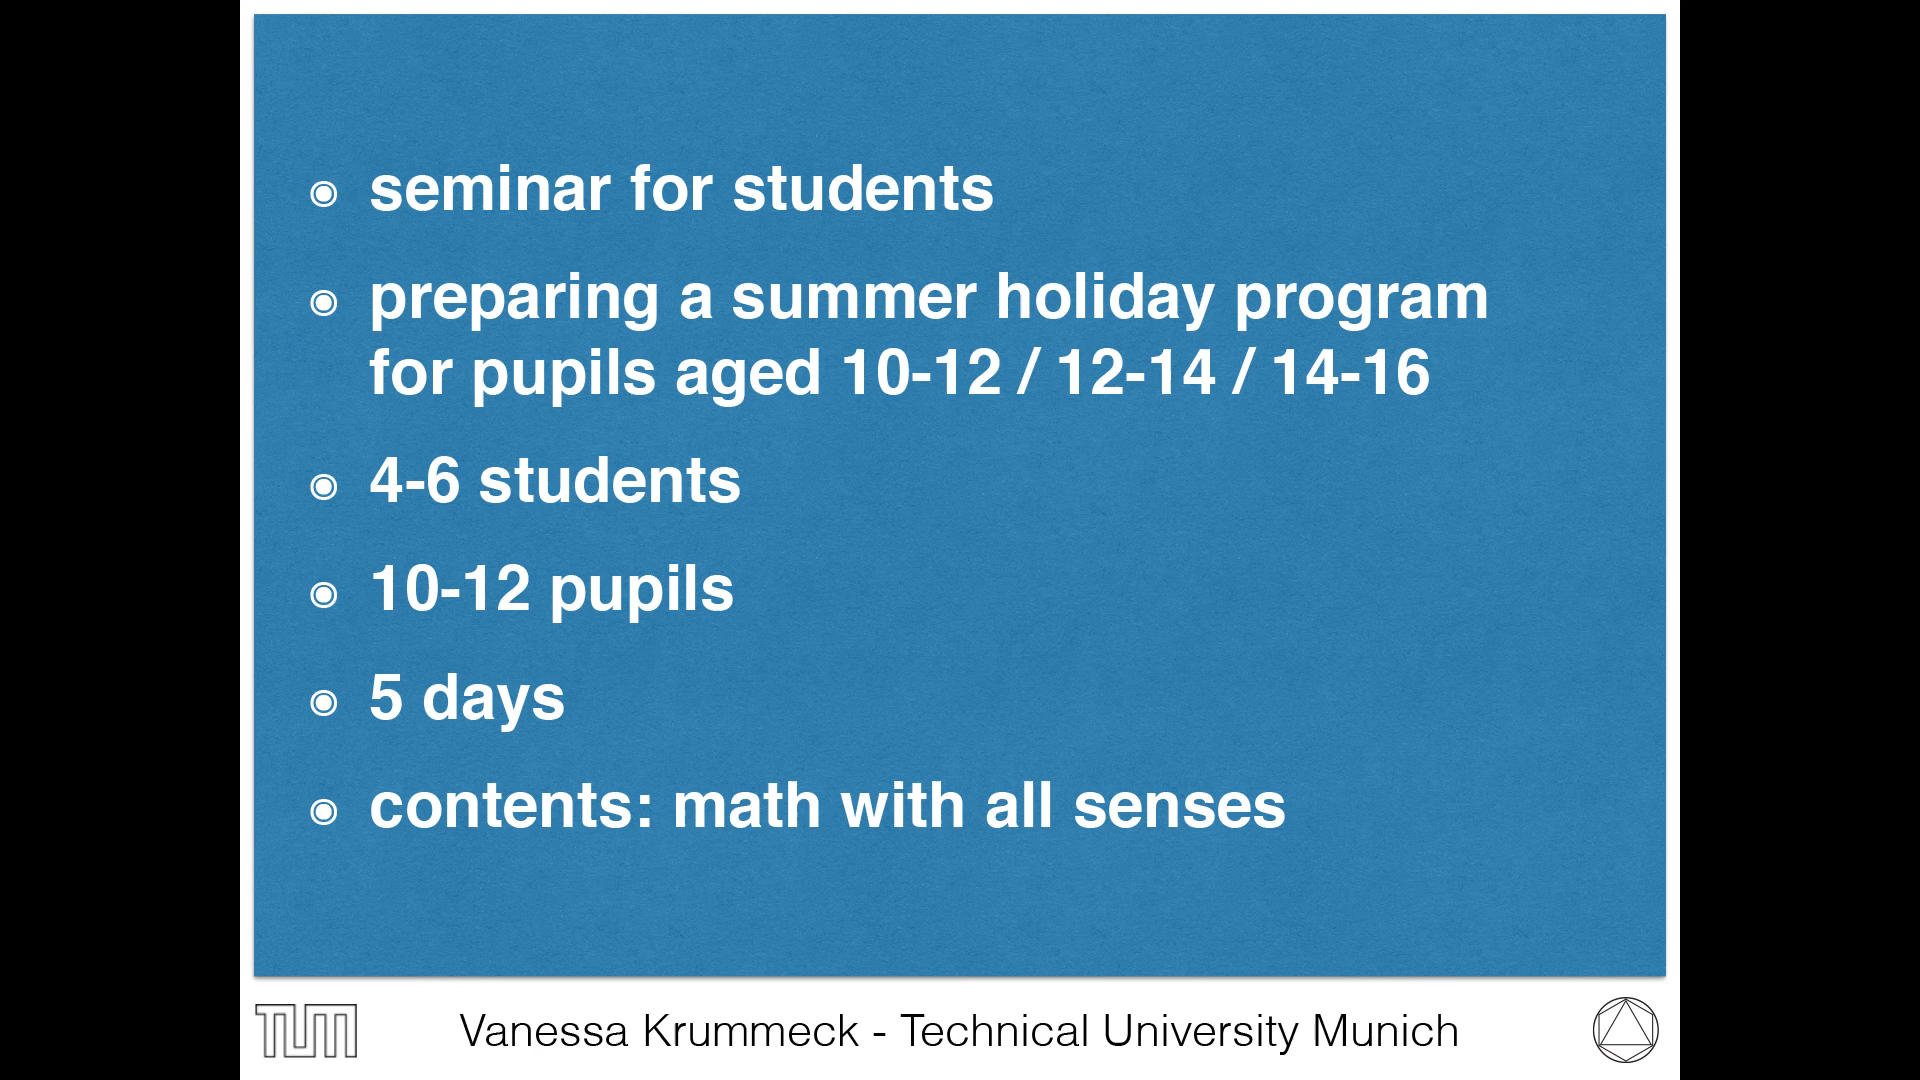 seminar for students
preparing a summer holiday program
for pupils aged 10-12 / 12-14 / 14-16
4-6 students
10-12 pupils
5 days
contents: math with all senses
TUM
Vanessa Krummeck - Technical University Munich